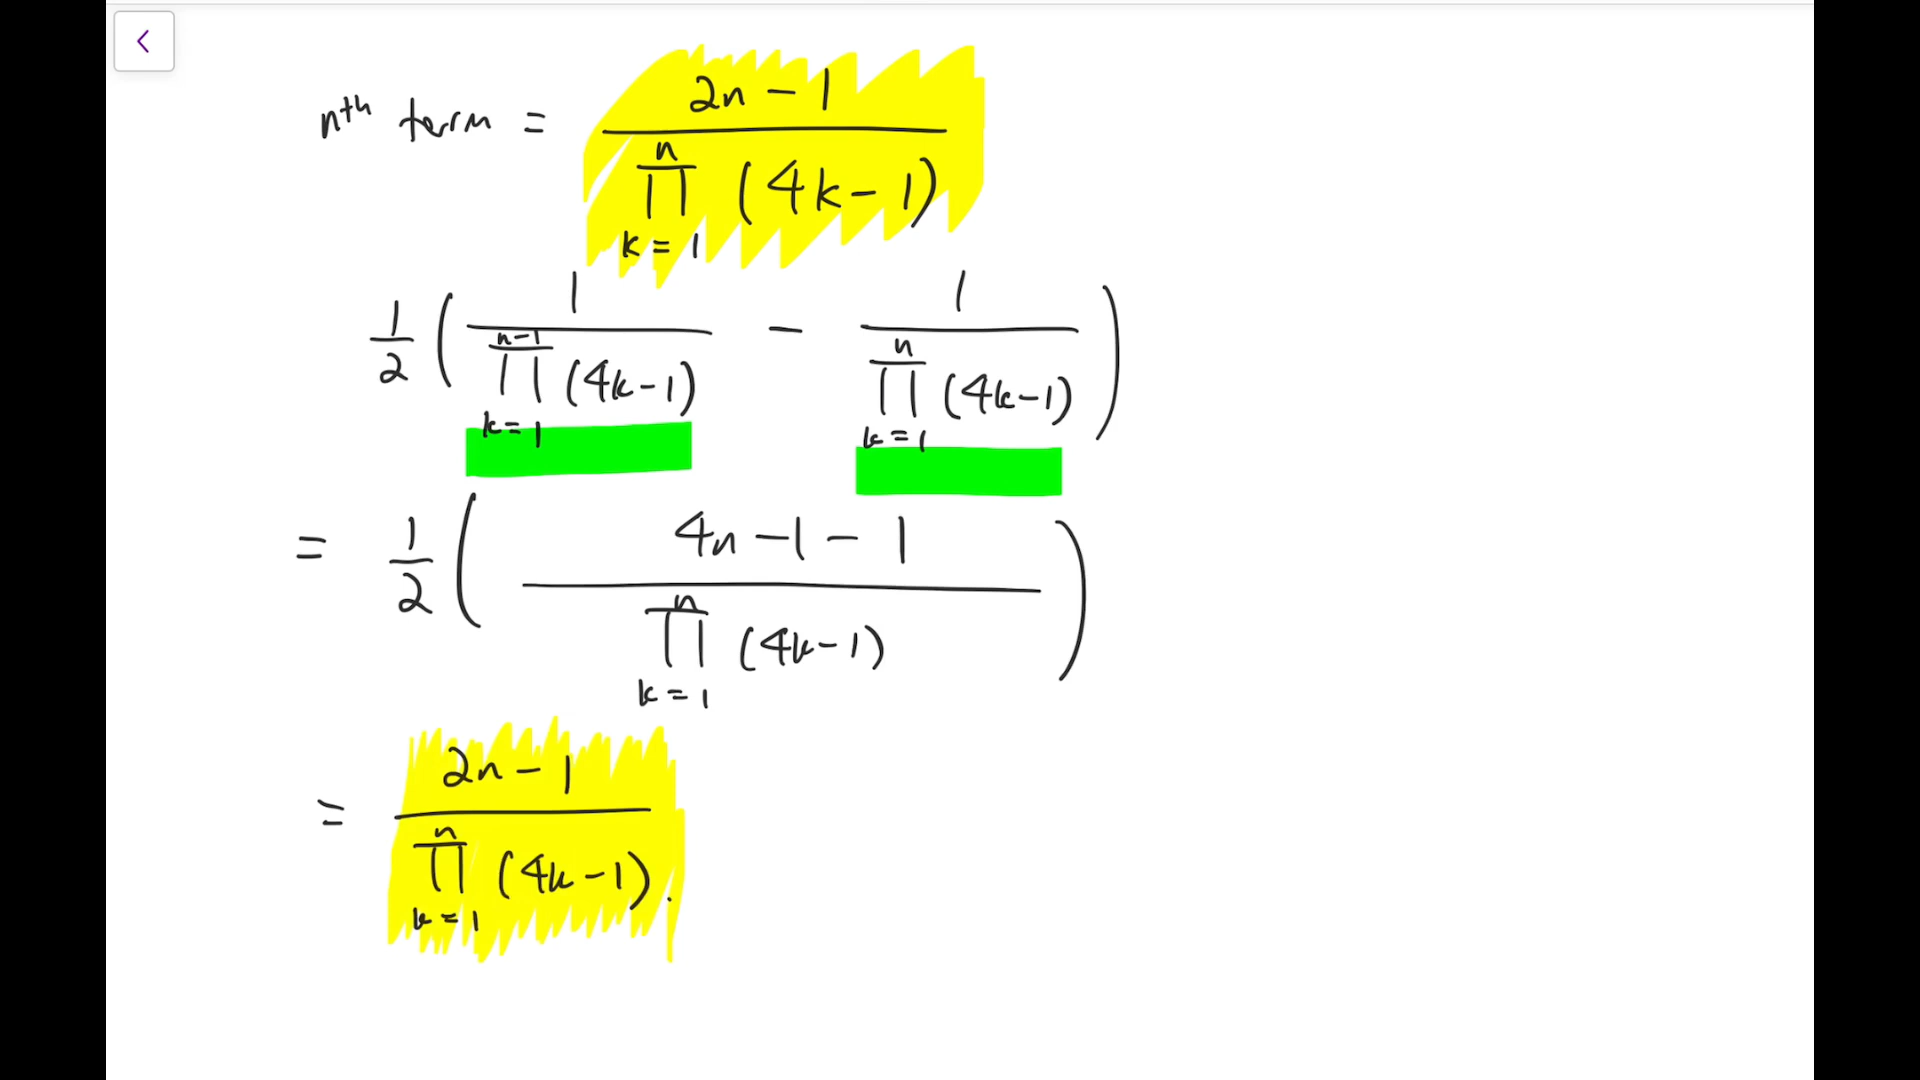 nth term = 2n - 1
n
∏ (4k - 1)
k = 1
1/2 ( 1 - 1 )
n-1 n
∏ (4k-1) ∏ (4k-1)
k=1 k=1
= 1/2 ( 4n -1 - 1 )
n
∏ (4k-1)
k = 1
= 2n - 1
n
∏ (4k -1).
k = 1